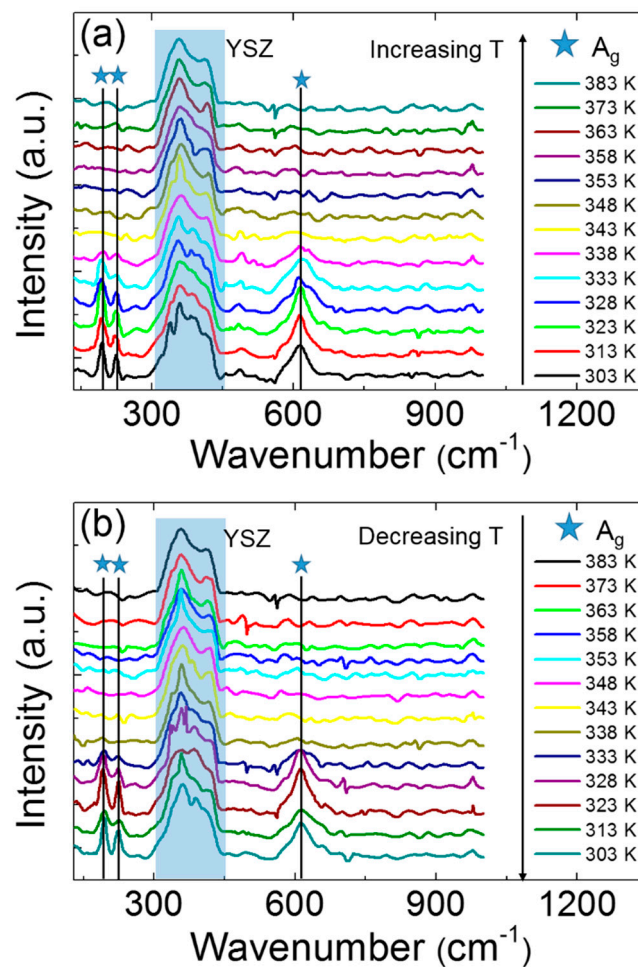 (a)
YSZ
Increasing T
★ Ag
383 K
373 K
363 K
358 K
353 K
348 K
343 K
338 K
333 K
328 K
323 K
313 K
303 K
Intensity (a.u.)
300 600 900 1200
Wavenumber (cm⁻¹)
(b)
YSZ
Decreasing T
★ Ag
383 K
373 K
363 K
358 K
353 K
348 K
343 K
338 K
333 K
328 K
323 K
313 K
303 K
Intensity (a.u.)
300 600 900 1200
Wavenumber (cm⁻¹)